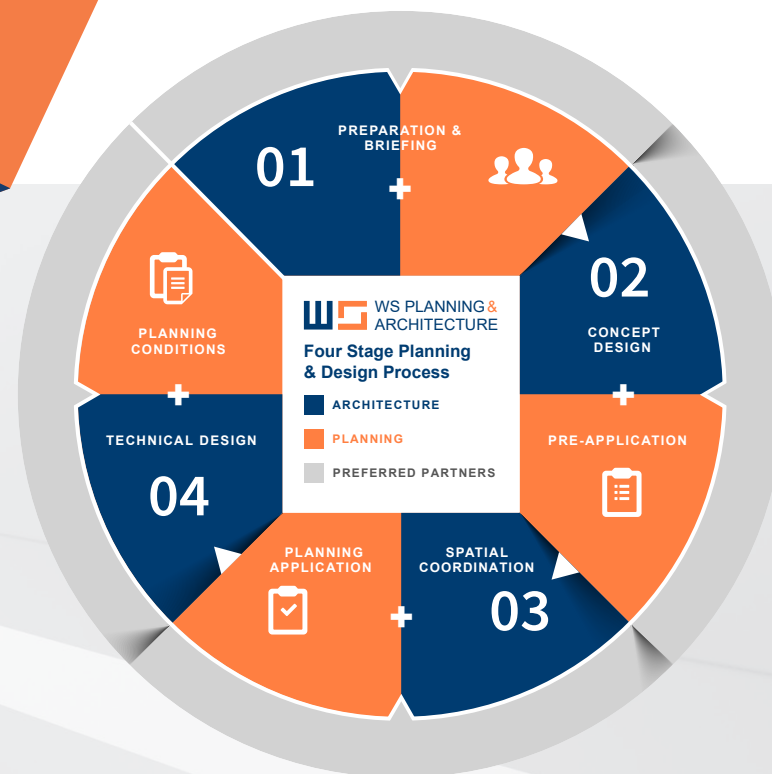 PREPARATION &
BRIEFING
01
02
CONCEPT
DESIGN
PRE-APPLICATION
SPATIAL
COORDINATION
03
PLANNING
APPLICATION
TECHNICAL DESIGN
04
PLANNING
CONDITIONS
WS WS PLANNING &
ARCHITECTURE
Four Stage Planning
& Design Process
ARCHITECTURE
PLANNING
PREFERRED PARTNERS